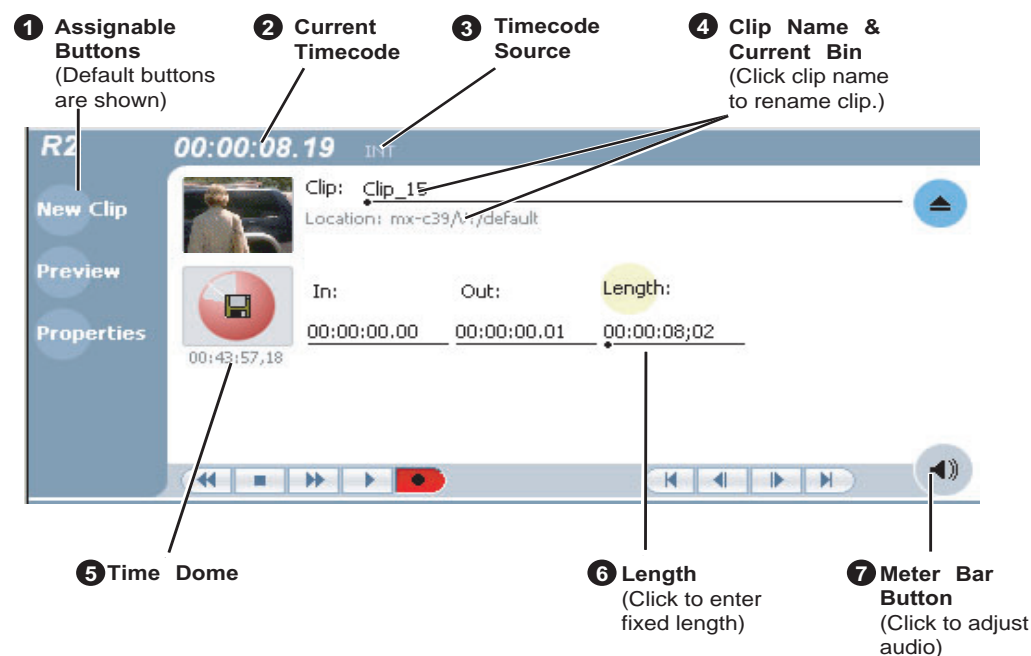 1 Assignable
Buttons
(Default buttons
are shown)
2 Current
Timecode
3 Timecode
Source
4 Clip Name &
Current Bin
(Click clip name
to rename clip.)
R2
00:00:08.19
INT
New Clip
Preview
Properties
Clip: Clip_15
Location: mx-c39/V:/default
In:
Out:
Length:
00:00:00.00
00:00:00.01
00:00:08;02
00:43:57,18
5 Time Dome
6 Length
(Click to enter
fixed length)
7 Meter Bar
Button
(Click to adjust
audio)